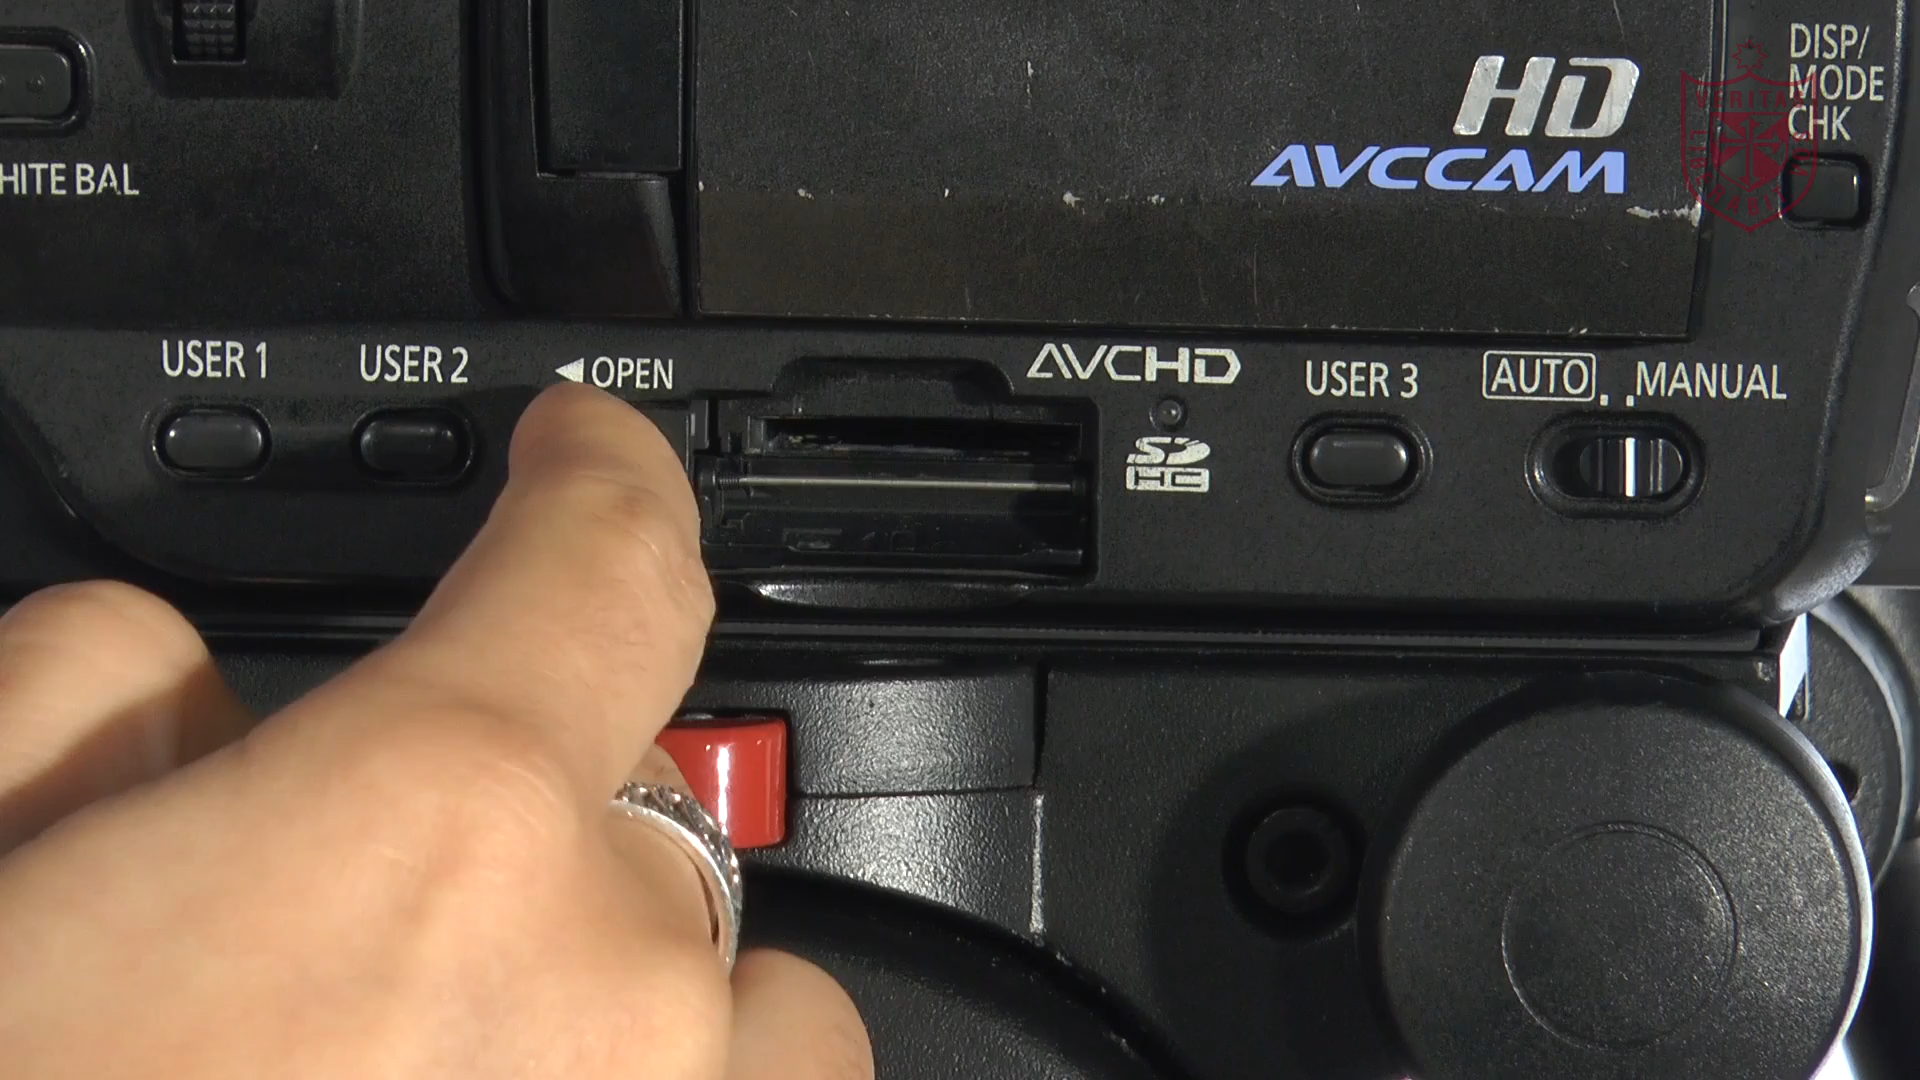 HD
AVCCAM
DISP/
MODE
CHK
HITE BAL
USER 1
USER 2
◀OPEN
AVCHD
SD
HC
USER 3
AUTO
MANUAL
VERITAS